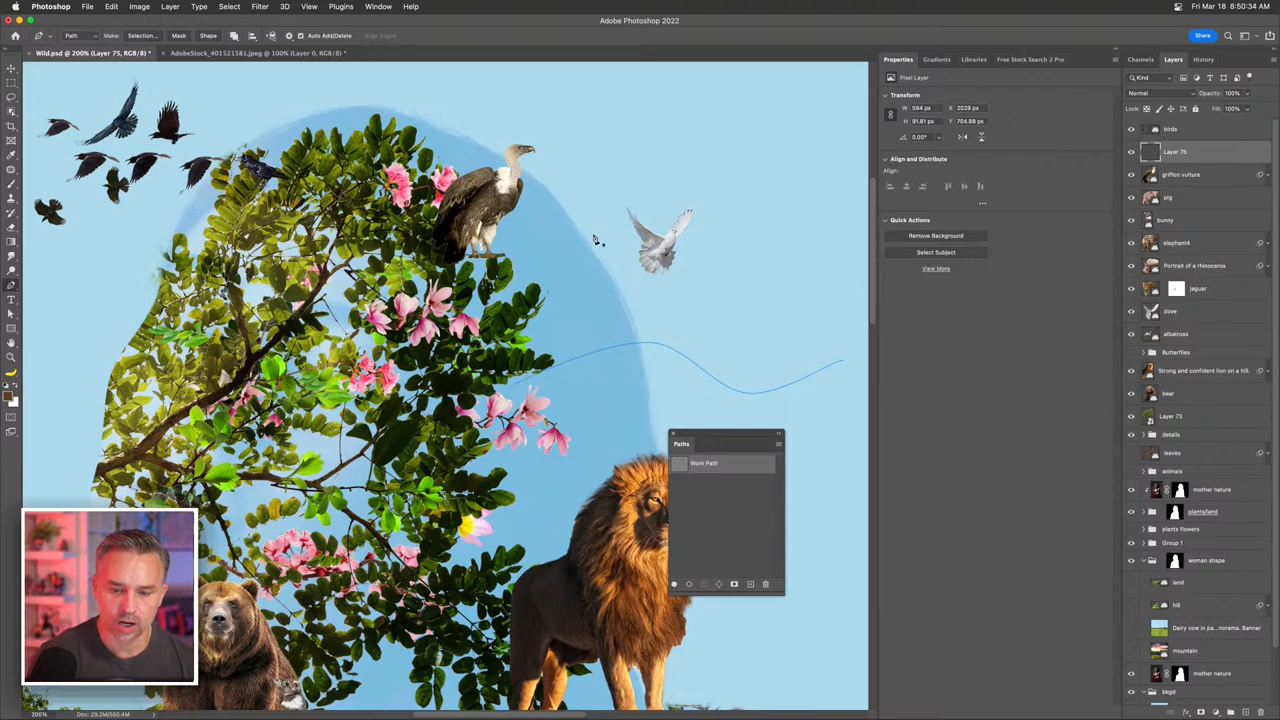 Photoshop File Edit Image Layer Type Select Filter 3D View Plugins Window Help
Fri Mar 18 8:50:34 AM
Adobe Photoshop 2022
Path Make: Selection... Mask Shape Auto Add/Delete Align Edges
Share
Wild.psd @ 200% (Layer 75, RGB/8) *
AdobeStock_401521581.jpeg @ 100% (Layer 0, RGB/8) *
Properties Gradients Libraries Free Stock Search 2 Pro
Pixel Layer
Transform
W 594 px X 2029 px
H 91.81 px Y 704.88 px
0.00°
Align and Distribute
Align:
Quick Actions
Remove Background
Select Subject
View More
Channels Layers History
Kind
Normal Opacity: 100%
Lock: Fill: 100%
birds
Layer 75
griffon vulture
pig
bunny
elephant4
Portrait of a rhinoceros
jaguar
dove
albatross
Butterflies
Strong and confident lion on a hill.
bear
Layer 73
details
leaves
animals
mother nature
plants/land
plants flowers
Group 1
woman shape
land
hill
Dairy cow in pa...norama. Banner
mountain
mother nature
bkgd
Paths
Work Path
200% Doc: 29.2M/550.4M